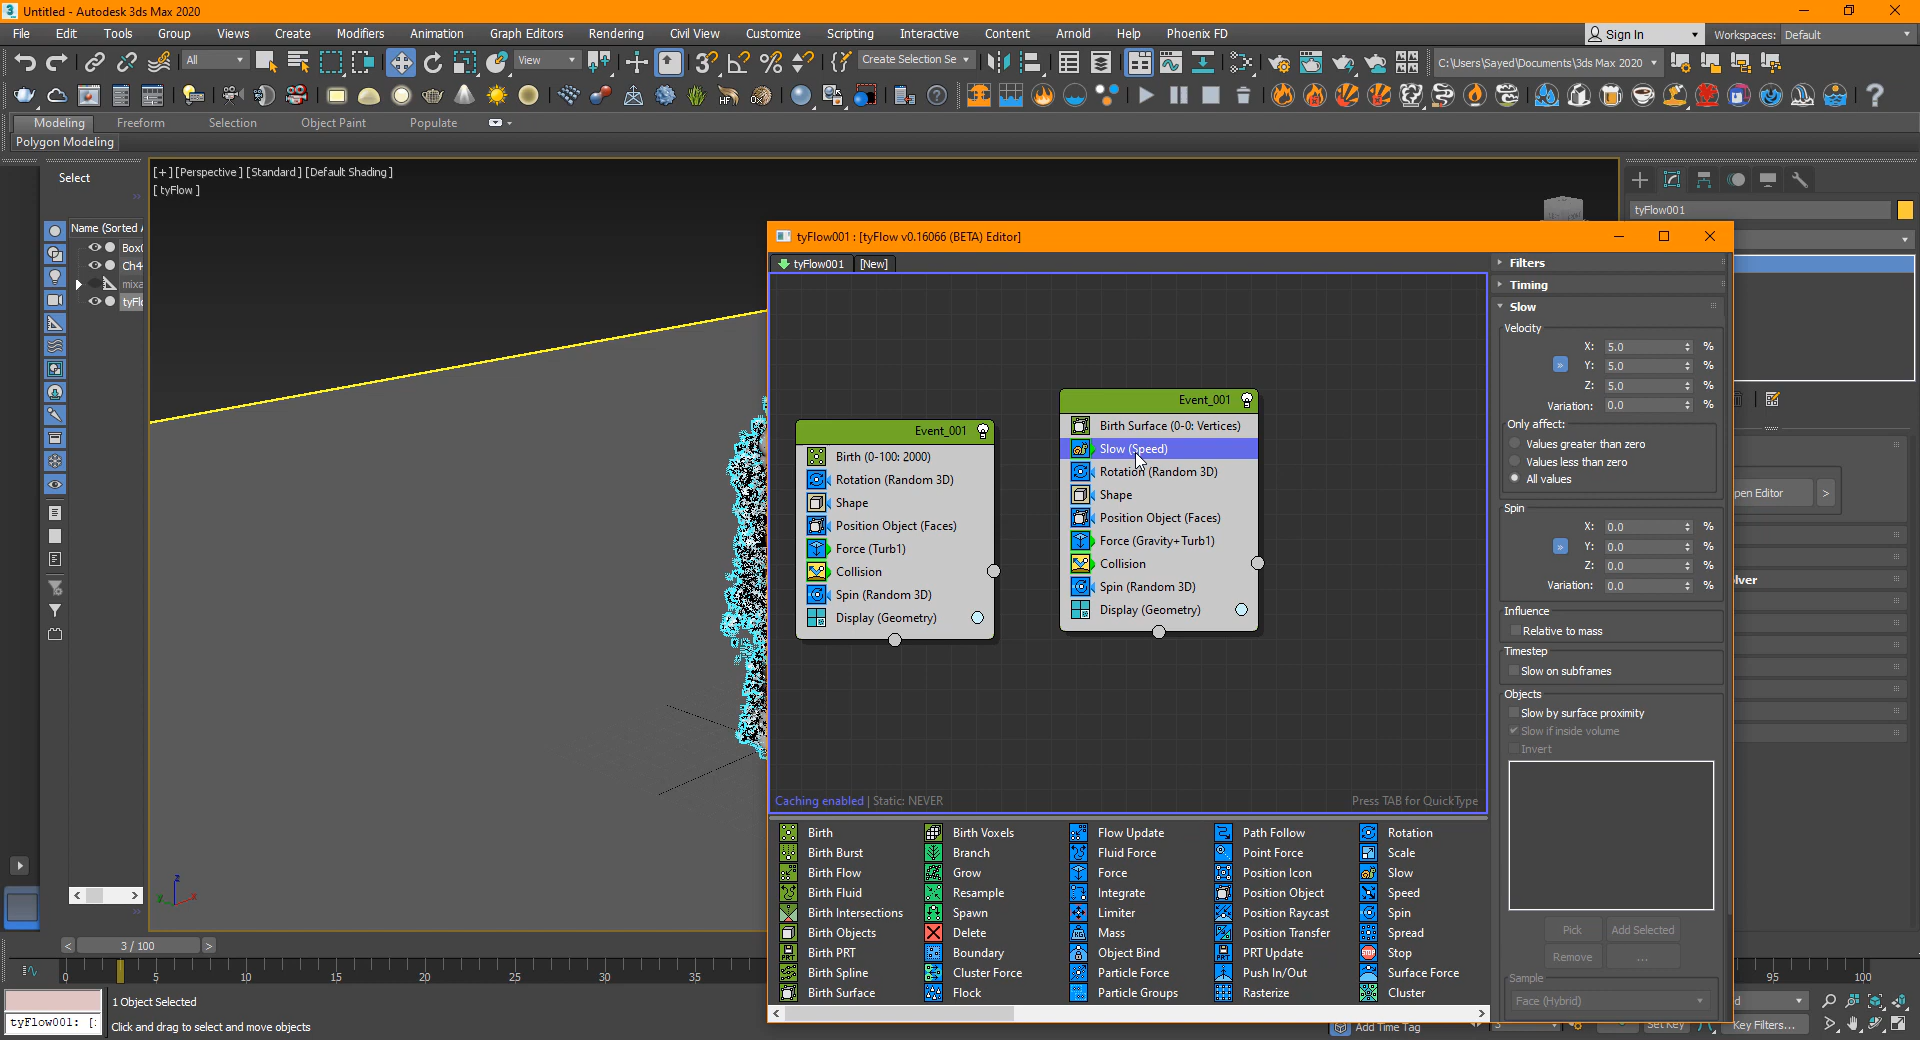 Untitled - Autodesk 3ds Max 2020
File Edit Tools Group Views Create Modifiers Animation Graph Editors Rendering Civil View Customize Scripting Interactive Content Arnold Help Phoenix FD Sign In Workspaces: Default
All View Create Selection Se C:\Users\Sayed\Documents\3ds Max 2020
Modeling Freeform Selection Object Paint Populate
Polygon Modeling
Select
[+] [Perspective] [Standard] [Default Shading]
[ tyFlow ]
Name (Sorted A
Box0
Ch4
mixa
tyFlo
tyFlow001
tyFlow001 : [tyFlow v0.16066 (BETA) Editor]
tyFlow001 [New]
Event_001
Birth (0-100: 2000)
Rotation (Random 3D)
Shape
Position Object (Faces)
Force (Turb1)
Collision
Spin (Random 3D)
Display (Geometry)
Event_001
Birth Surface (0-0: Vertices)
Slow (Speed)
Rotation (Random 3D)
Shape
Position Object (Faces)
Force (Gravity+Turb1)
Collision
Spin (Random 3D)
Display (Geometry)
Caching enabled | Static: NEVER
Press TAB for QuickType
Filters
Timing
Slow
Velocity
X: 5.0 %
Y: 5.0 %
Z: 5.0 %
Variation: 0.0 %
Only affect:
Values greater than zero
Values less than zero
All values
Spin
X: 0.0 %
Y: 0.0 %
Z: 0.0 %
Variation: 0.0 %
Influence
Relative to mass
Timestep
Slow on subframes
Objects
Slow by surface proximity
Slow if inside volume
Invert
Pick Add Selected
Remove ...
Sample
Face (Hybrid)
pen Editor >
lver
Birth Birth Voxels Flow Update Path Follow Rotation
Birth Burst Branch Fluid Force Point Force Scale
Birth Flow Grow Force Position Icon Slow
Birth Fluid Resample Integrate Position Object Speed
Birth Intersections Spawn Limiter Position Raycast Spin
Birth Objects Delete Mass Position Transfer Spread
Birth PRT Boundary Object Bind PRT Update Stop
Birth Spline Cluster Force Particle Force Push In/Out Surface Force
Birth Surface Flock Particle Groups Rasterize Cluster
3 / 100
0 5 10 15 20 25 30 35 95 100
1 Object Selected
tyFlow001: [:
Click and drag to select and move objects
Add Time Tag
Set Key
Key Filters...